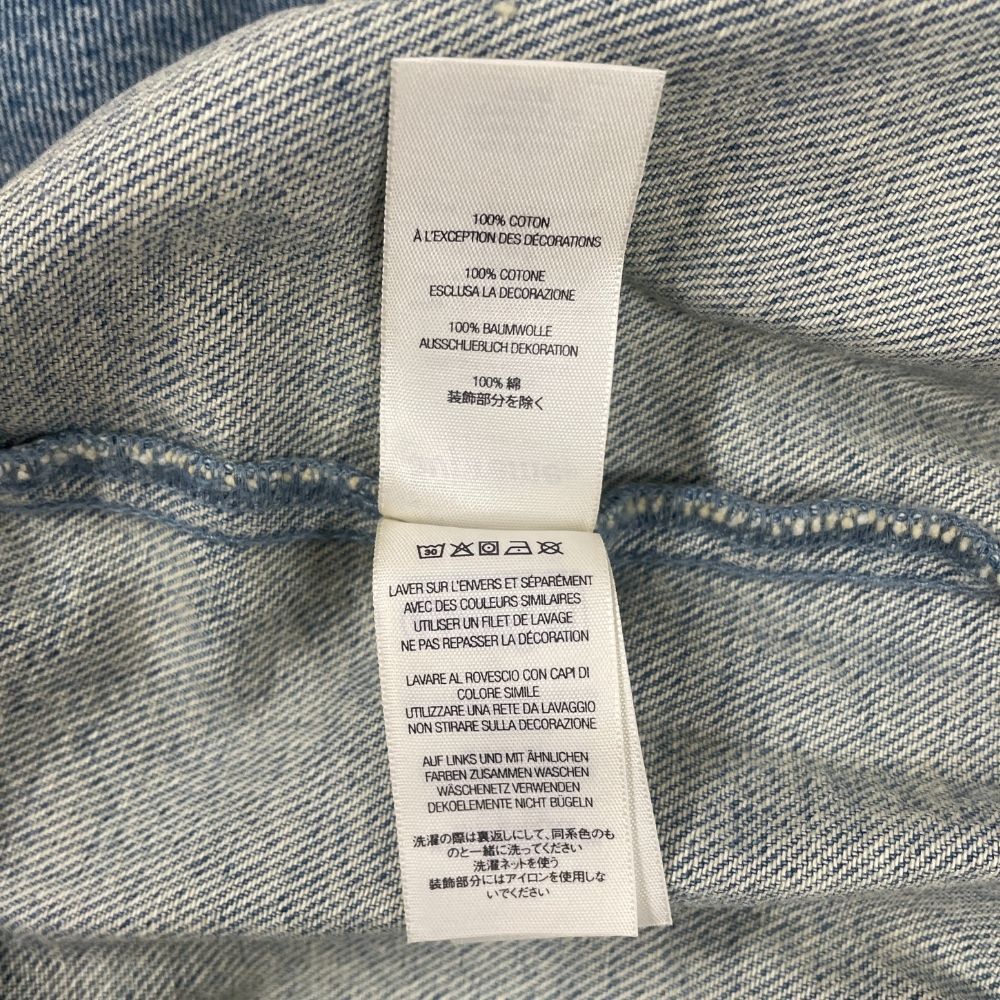 100% COTON
À L'EXCEPTION DES DÉCORATIONS
100% COTONE
ESCLUSA LA DECORAZIONE
100% BAUMWOLLE
AUSSCHLIEBLICH DEKORATION
100% 綿
装飾部分を除く
30
LAVER SUR L'ENVERS ET SÉPARÉMENT
AVEC DES COULEURS SIMILAIRES
UTILISER UN FILET DE LAVAGE
NE PAS REPASSER LA DÉCORATION
LAVARE AL ROVESCIO CON CAPI DI
COLORE SIMILE
UTILIZZARE UNA RETE DA LAVAGGIO
NON STIRARE SULLA DECORAZIONE
AUF LINKS UND MIT ÄHNLICHEN
FARBEN ZUSAMMEN WASCHEN
WÄSCHENETZ VERWENDEN
DEKOELEMENTE NICHT BÜGELN
洗濯の際は裏返しにして、同系色のも
のと一緒に洗ってください
洗濯ネットを使う
装飾部分にはアイロンを使用しな
いでください